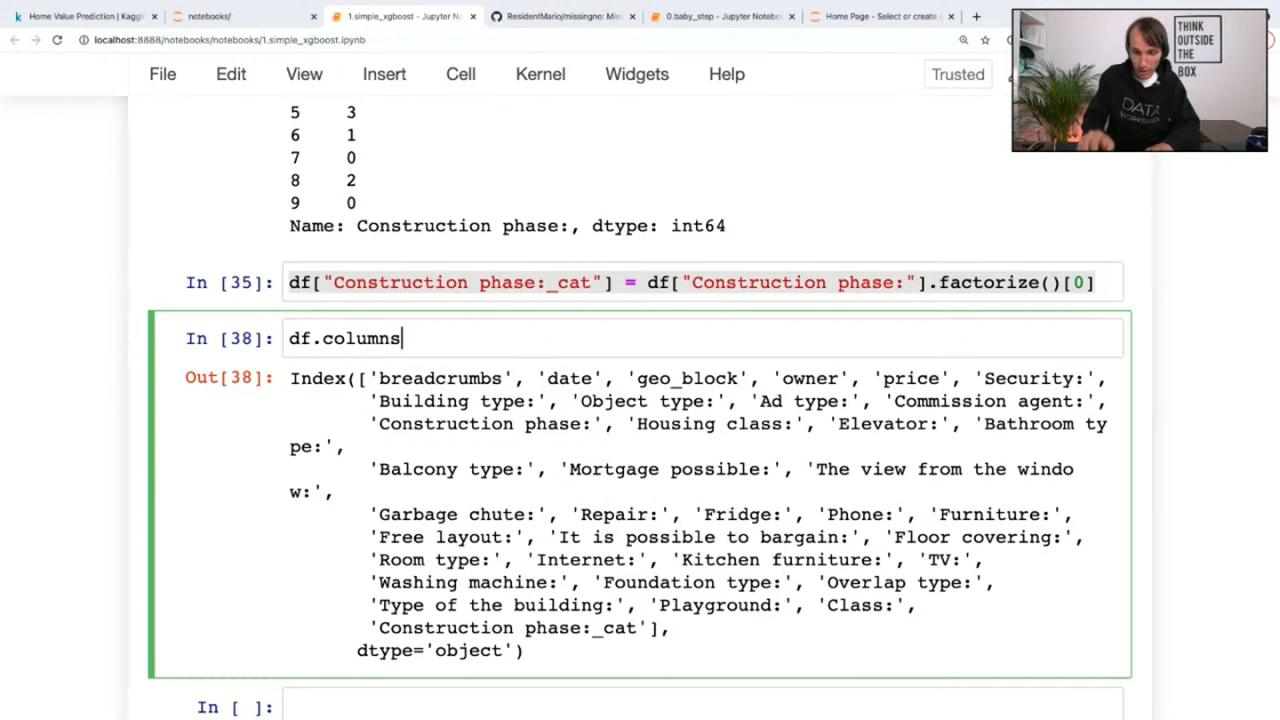 Home Value Prediction | Kaggl
notebooks/
1.simple_xgboost - Jupyter No
ResidentMario/missingno: Miss
0.baby_step - Jupyter Notebo
Home Page - Select or create
localhost:8888/notebooks/notebooks/1.simple_xgboost.ipynb
File Edit View Insert Cell Kernel Widgets Help Trusted
THINK
OUTSIDE
THE
BOX
DATA
5 3
6 1
7 0
8 2
9 0
Name: Construction phase:, dtype: int64
In [35]: df["Construction phase:_cat"] = df["Construction phase:"].factorize()[0]
In [38]: df.columns
Out[38]: Index(['breadcrumbs', 'date', 'geo_block', 'owner', 'price', 'Security:',
'Building type:', 'Object type:', 'Ad type:', 'Commission agent:',
'Construction phase:', 'Housing class:', 'Elevator:', 'Bathroom ty
pe:',
'Balcony type:', 'Mortgage possible:', 'The view from the windo
w:',
'Garbage chute:', 'Repair:', 'Fridge:', 'Phone:', 'Furniture:',
'Free layout:', 'It is possible to bargain:', 'Floor covering:',
'Room type:', 'Internet:', 'Kitchen furniture:', 'TV:',
'Washing machine:', 'Foundation type:', 'Overlap type:',
'Type of the building:', 'Playground:', 'Class:',
'Construction phase:_cat'],
dtype='object')
In [ ]: